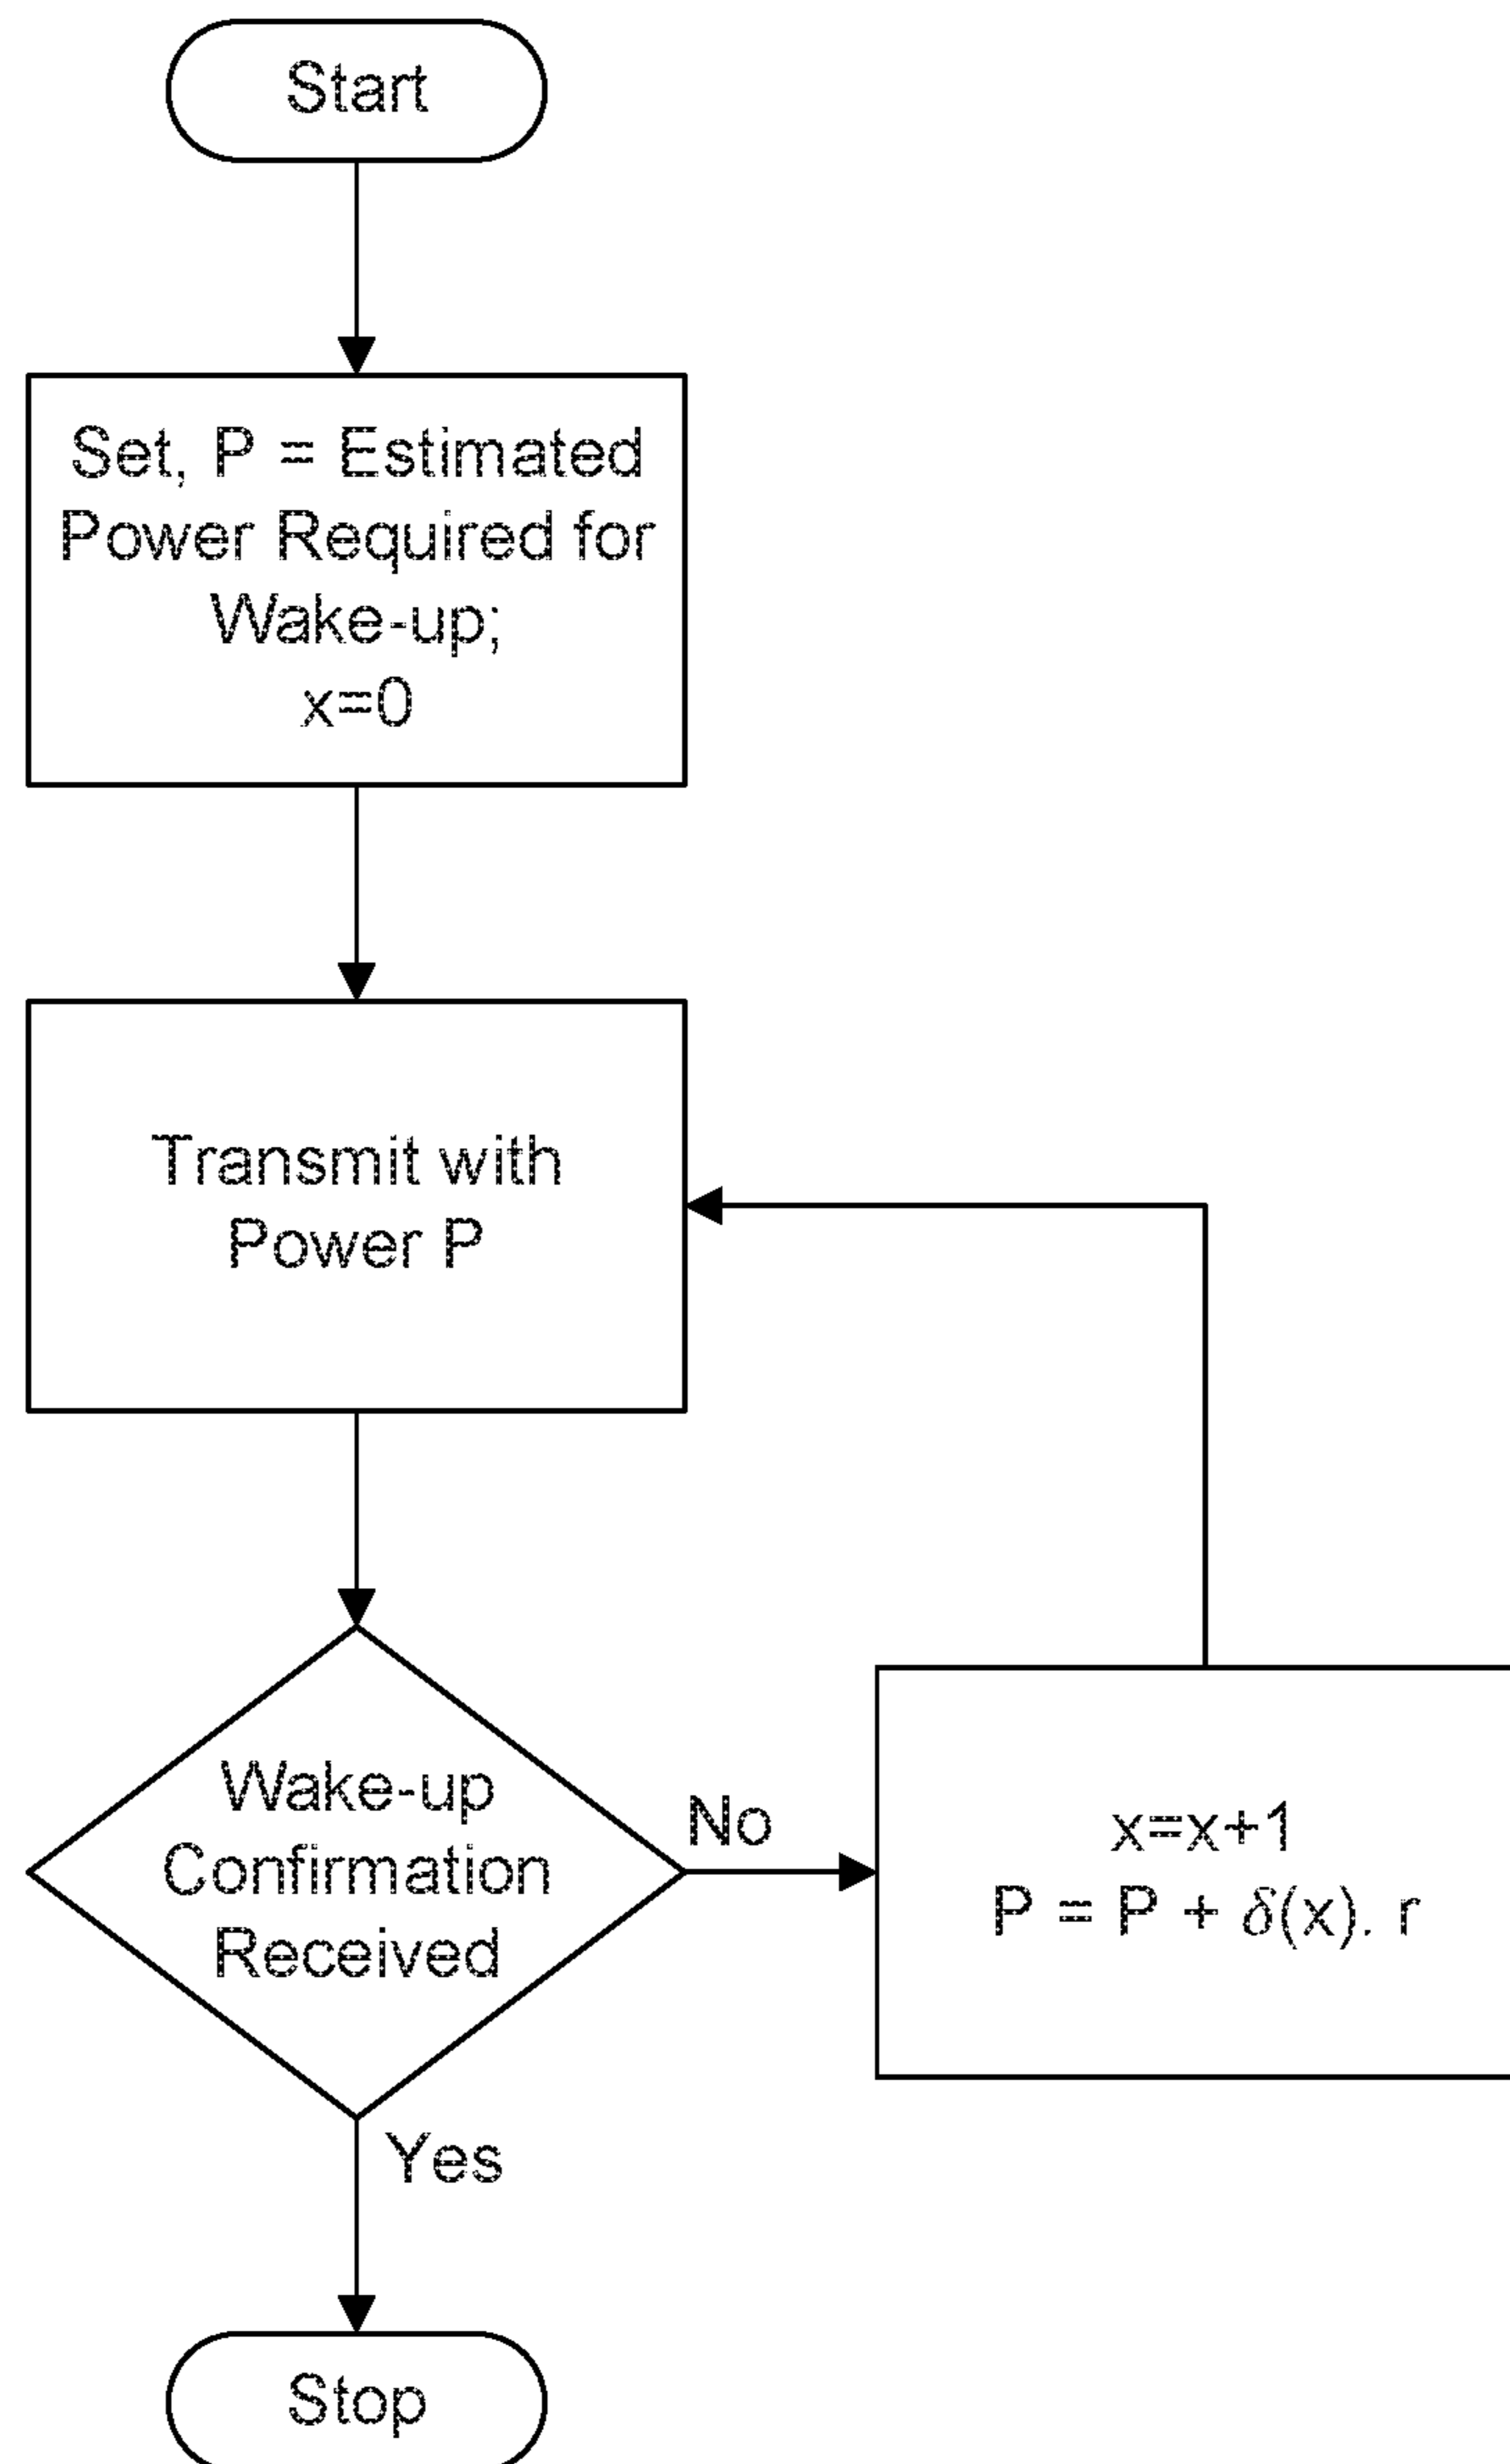 Start
Set, P = Estimated
Power Required for
Wake-up;
x=0
Transmit with
Power P
Wake-up
Confirmation
Received
No
x=x+1
P = P + δ(x). r
Yes
Stop